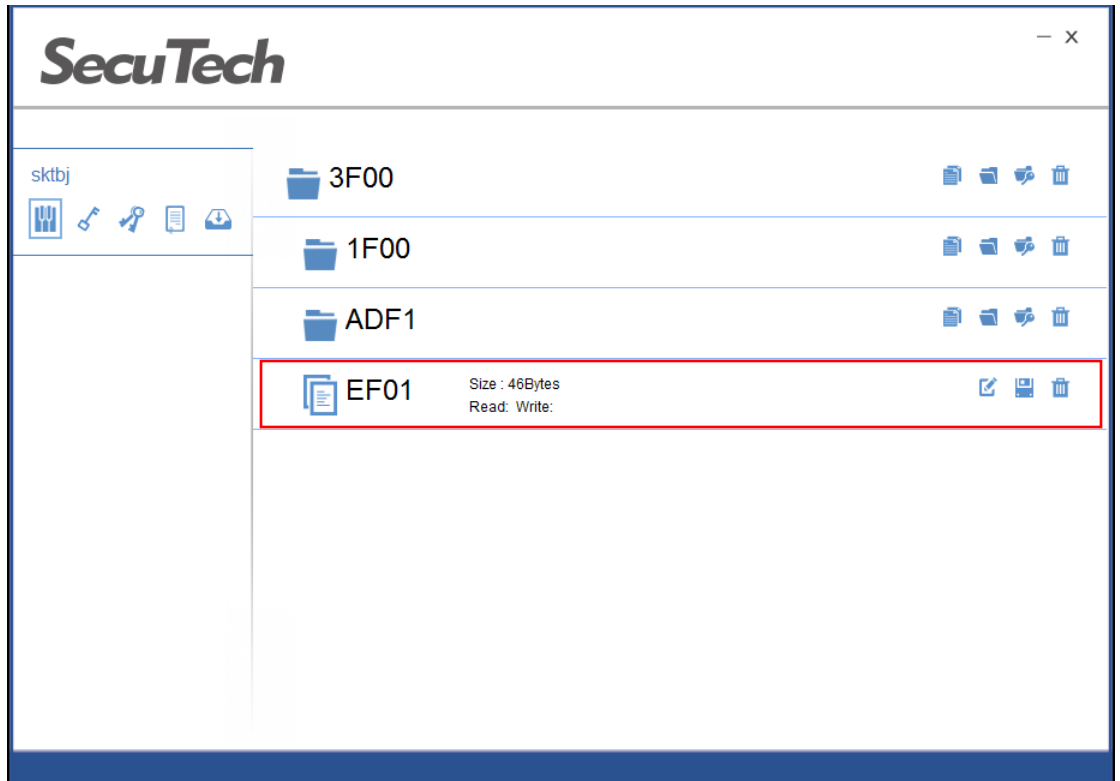 SecuTech
– x
sktbj
3F00
1F00
ADF1
EF01
Size : 46Bytes
Read: Write: